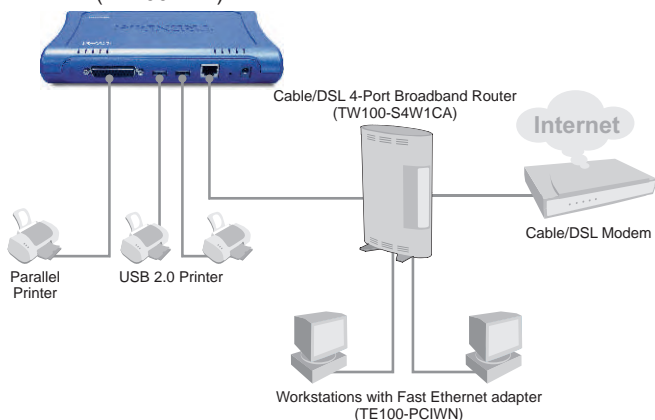 Cable/DSL 4-Port Broadband Router
(TW100-S4W1CA)
Internet
Cable/DSL Modem
Parallel
Printer
USB 2.0 Printer
Workstations with Fast Ethernet adapter
(TE100-PCIWN)